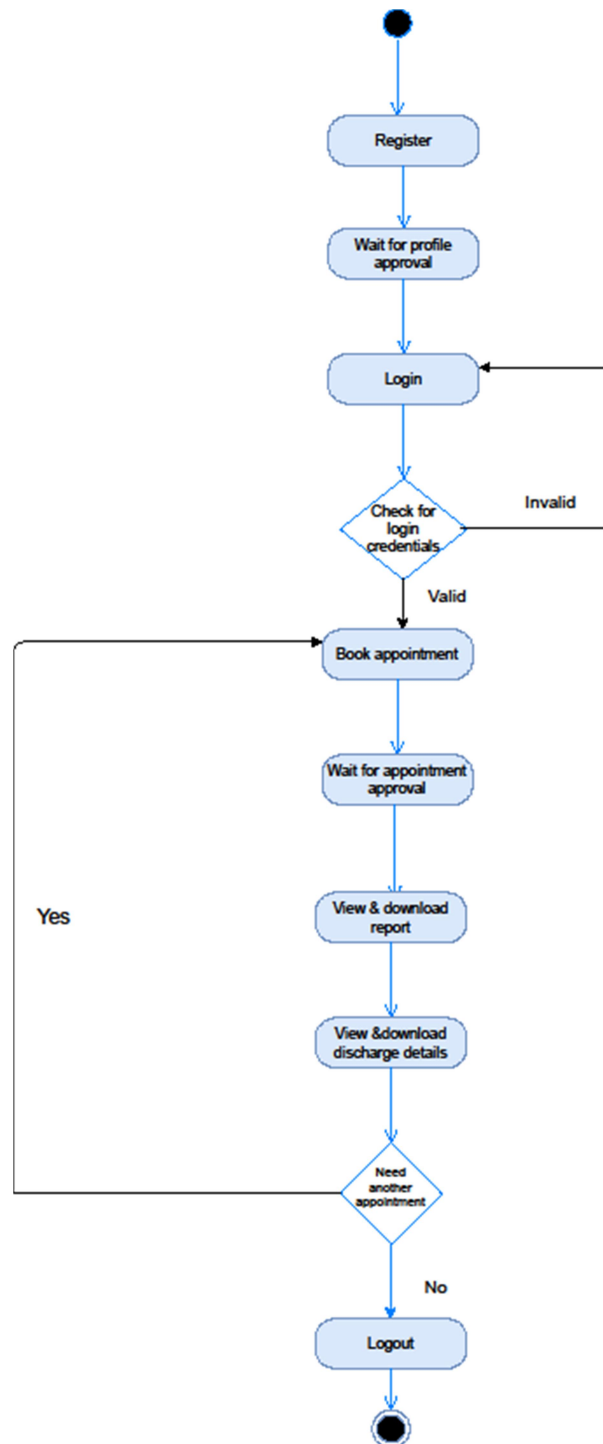 Register
Wait for profile
approval
Login
Check for
login
credentials
Invalid
Valid
Book appointment
Wait for appointment
approval
View & download
report
Yes
View &download
discharge details
Need
another
appointment
No
Logout